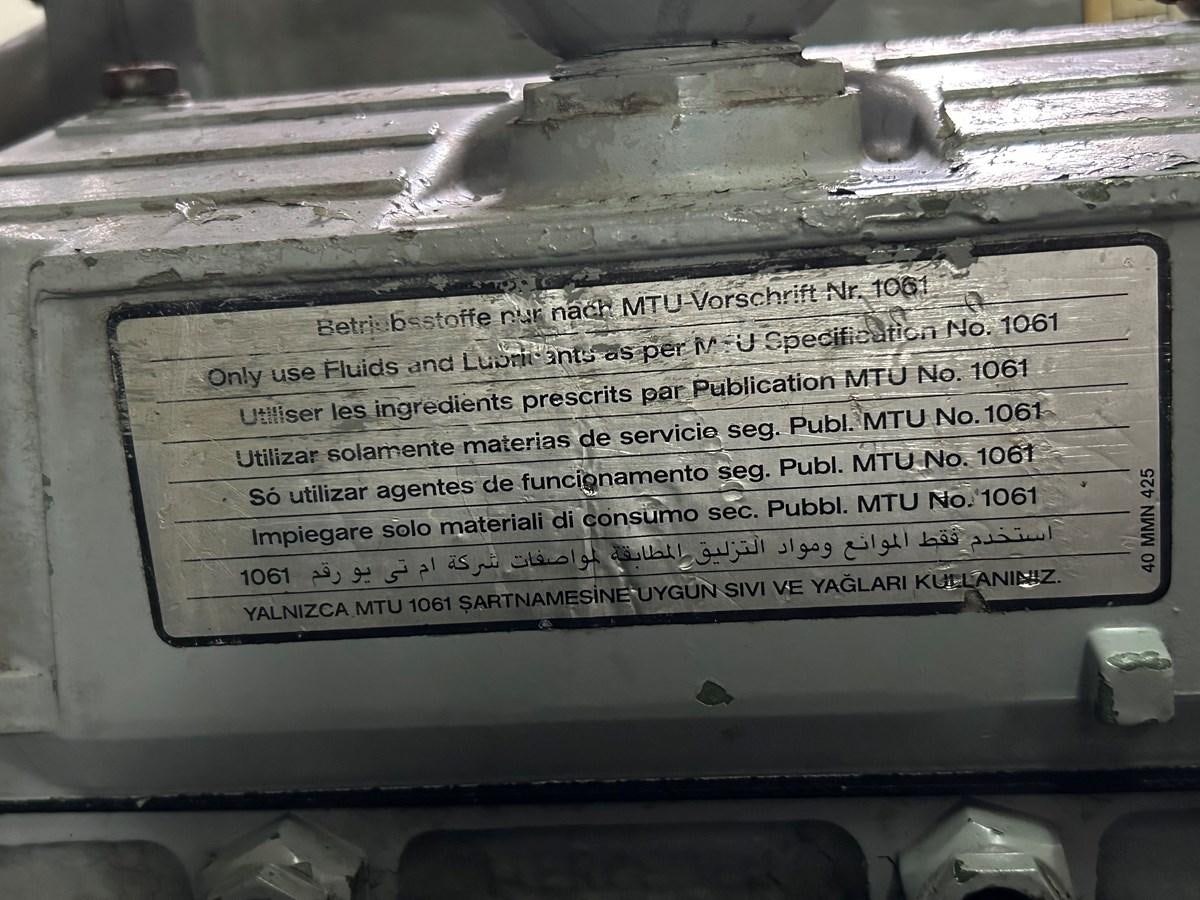 Betriebsstoffe nur nach MTU-Vorschrift Nr. 1061
Only use Fluids and Lubricants as per MTU Specification No. 1061
Utiliser les ingredients prescrits par Publication MTU No. 1061
Utilizar solamente materias de servicie seg. Publ. MTU No. 1061
Só utilizar agentes de funcionamento seg. Publ. MTU No. 1061
Impiegare solo materiali di consumo sec. Pubbl. MTU No. 1061
استخدم فقط الموائع ومواد التزليق المطابقة لمواصفات شركة ام تى يو رقم 1061
YALNIZCA MTU 1061 ŞARTNAMESİNE UYGUN SIVI VE YAĞLARI KULLANINIZ.
40 MMN 425